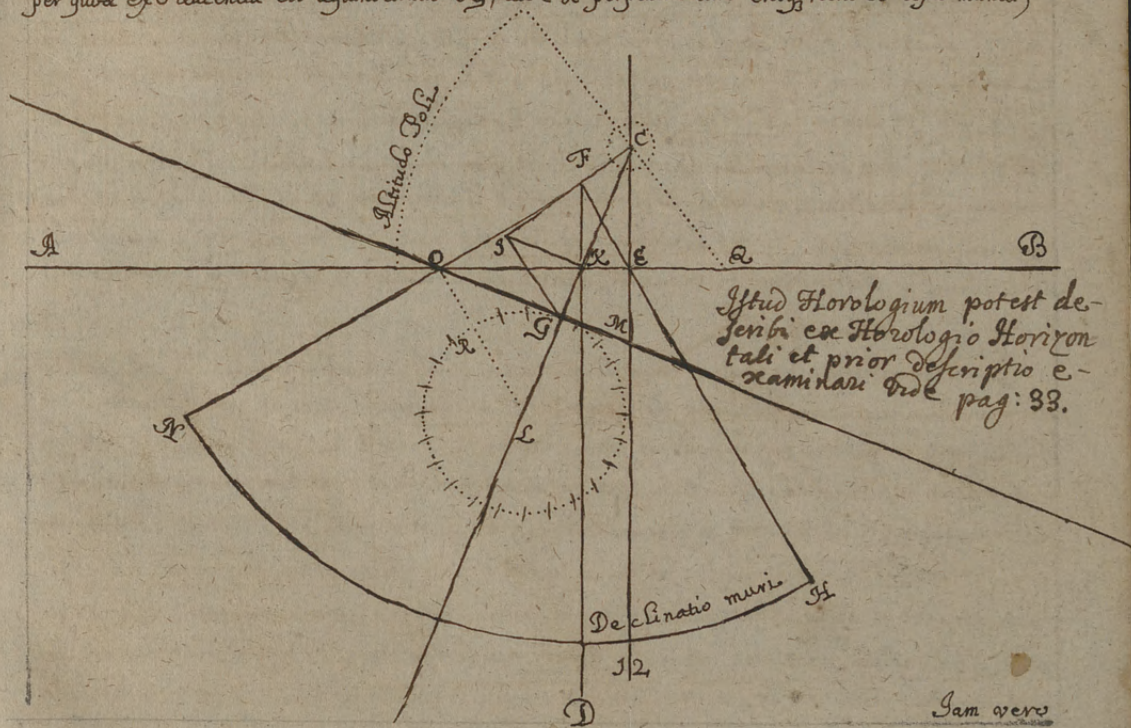 per
Altitudo Poli
C
F
A
O
I
K
E
Q
B
Istud Horologium potest de-
scribi ex Horologio Horizon
tali et prior descriptio e-
xaminari Vide
pag: 33.
G
M
R
N
L
Declinatio muri
H
12
D
Iam vero